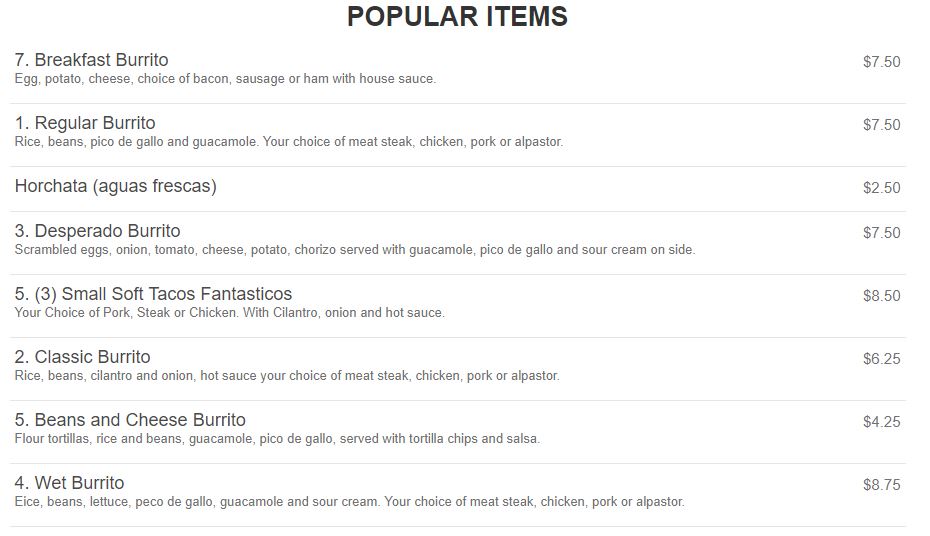 POPULAR ITEMS
7. Breakfast Burrito $7.50
Egg, potato, cheese, choice of bacon, sausage or ham with house sauce.
1. Regular Burrito $7.50
Rice, beans, pico de gallo and guacamole. Your choice of meat steak, chicken, pork or alpastor.
Horchata (aguas frescas) $2.50
3. Desperado Burrito $7.50
Scrambled eggs, onion, tomato, cheese, potato, chorizo served with guacamole, pico de gallo and sour cream on side.
5. (3) Small Soft Tacos Fantasticos $8.50
Your Choice of Pork, Steak or Chicken. With Cilantro, onion and hot sauce.
2. Classic Burrito $6.25
Rice, beans, cilantro and onion, hot sauce your choice of meat steak, chicken, pork or alpastor.
5. Beans and Cheese Burrito $4.25
Flour tortillas, rice and beans, guacamole, pico de gallo, served with tortilla chips and salsa.
4. Wet Burrito $8.75
Eice, beans, lettuce, peco de gallo, guacamole and sour cream. Your choice of meat steak, chicken, pork or alpastor.